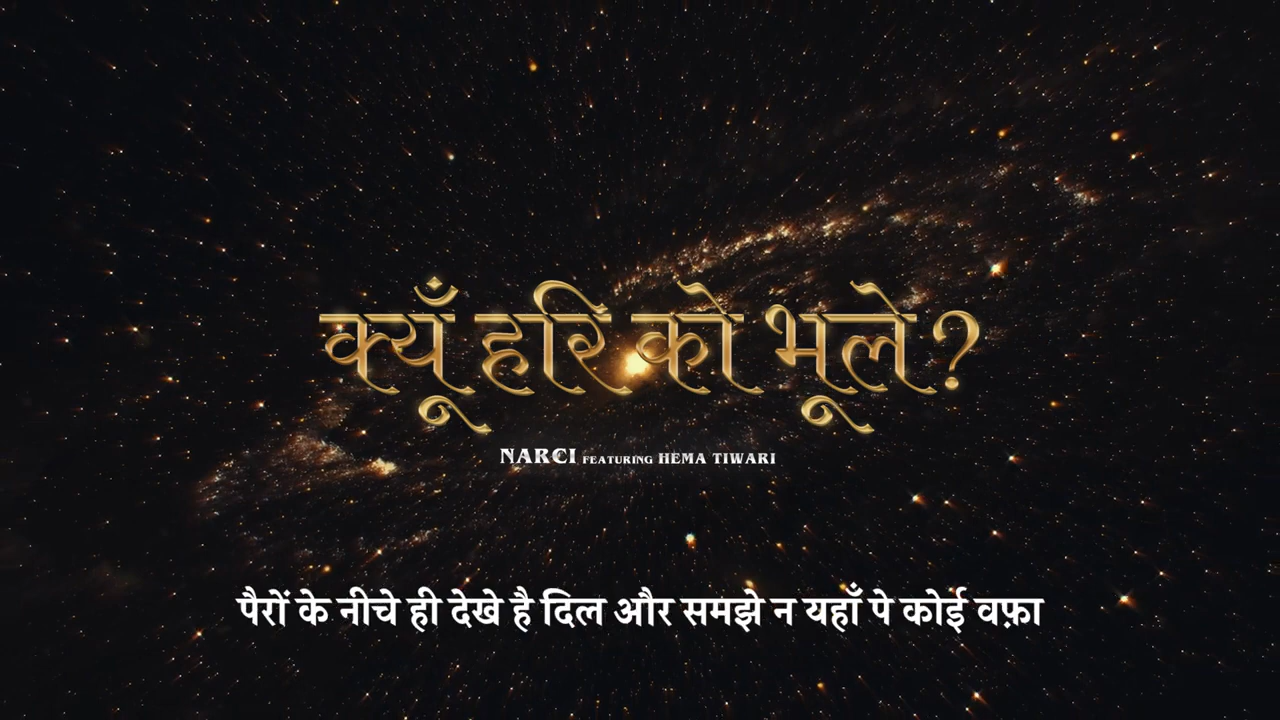 क्यूँ हरि को भूले?
NARCI FEATURING HEMA TIWARI
पैरों के नीचे ही देखे है दिल और समझे न यहाँ पे कोई वफ़ा